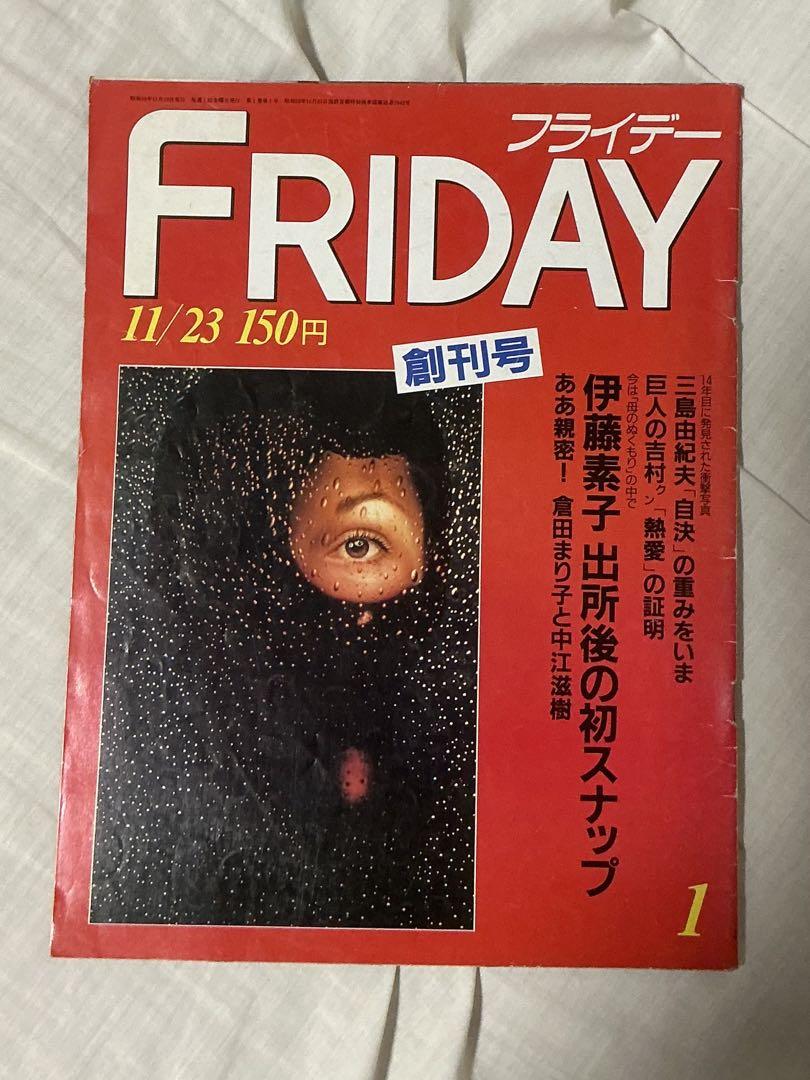 フライデー
FRIDAY
11/23 150円
創刊号
14年目に発見された衝撃写真
三島由紀夫「自決」の重みをいま
巨人の吉村クン「熱愛」の証明
今は「母のぬくもり」の中で
伊藤素子 出所後の初スナップ
ああ親密! 倉田まり子と中江滋樹
1